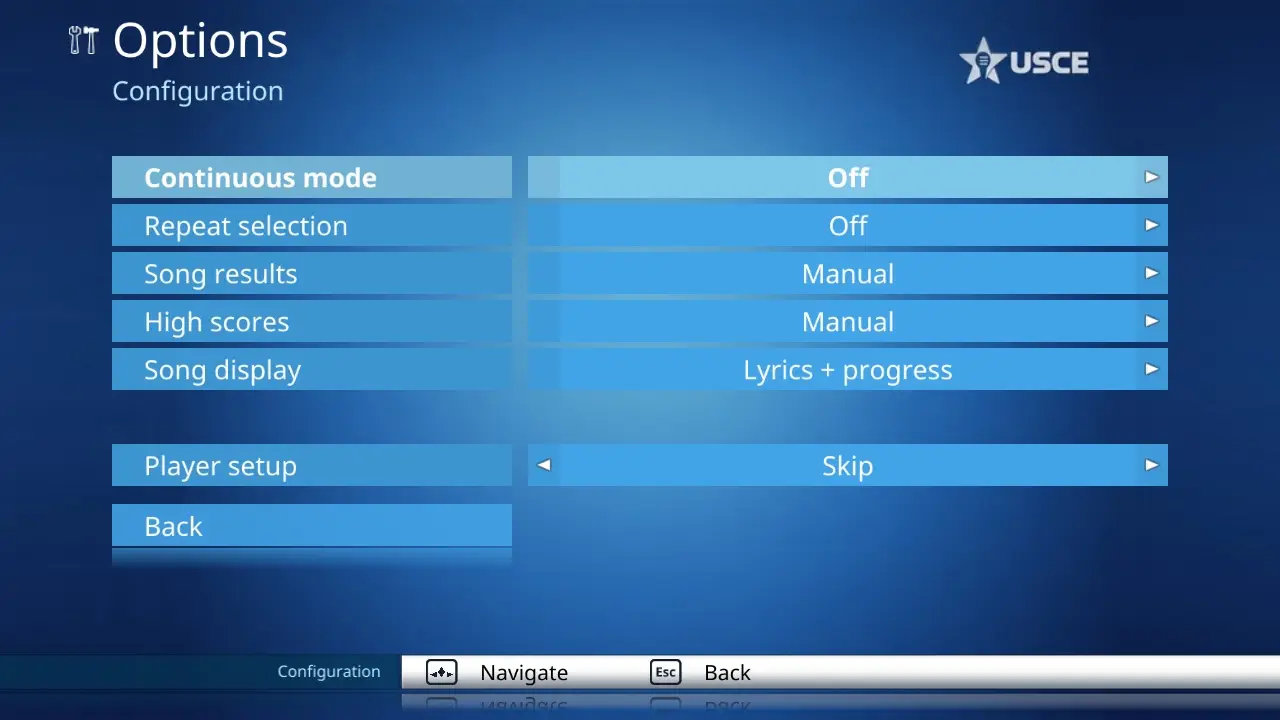 Options
Configuration
USCE
Continuous mode Off
Repeat selection Off
Song results Manual
High scores Manual
Song display Lyrics + progress
Player setup Skip
Back
Configuration Navigate Esc Back